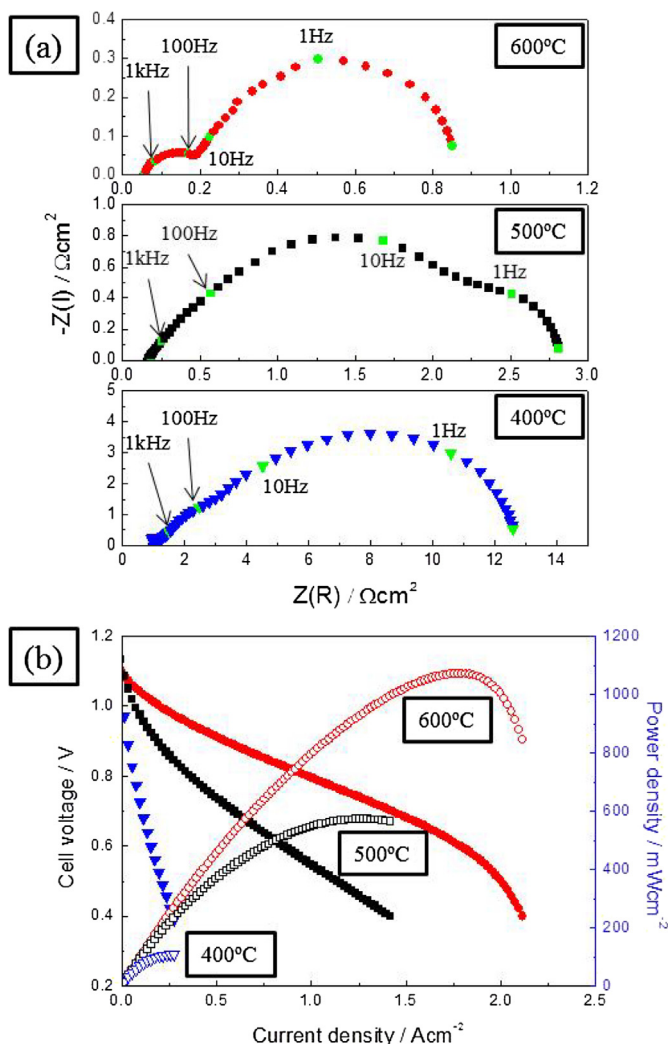 (a)
0.4
0.3
0.2
0.1
0.0
1kHz
100Hz
10Hz
1Hz
600ºC
0.0 0.2 0.4 0.6 0.8 1.0 1.2
1.0
0.8
0.6
0.4
0.2
0.0
1kHz
100Hz
10Hz
1Hz
500ºC
0.0 0.5 1.0 1.5 2.0 2.5 3.0
-Z(I) / Ωcm²
5
4
3
2
1
0
1kHz
100Hz
10Hz
1Hz
400ºC
0 2 4 6 8 10 12 14
Z(R) / Ωcm²
(b)
1.2
1.0
0.8
0.6
0.4
0.2
Cell voltage / V
600ºC
500ºC
400ºC
1200
1000
800
600
400
200
0
Power density / mWcm⁻²
0.0 0.5 1.0 1.5 2.0 2.5
Current density / Acm⁻²